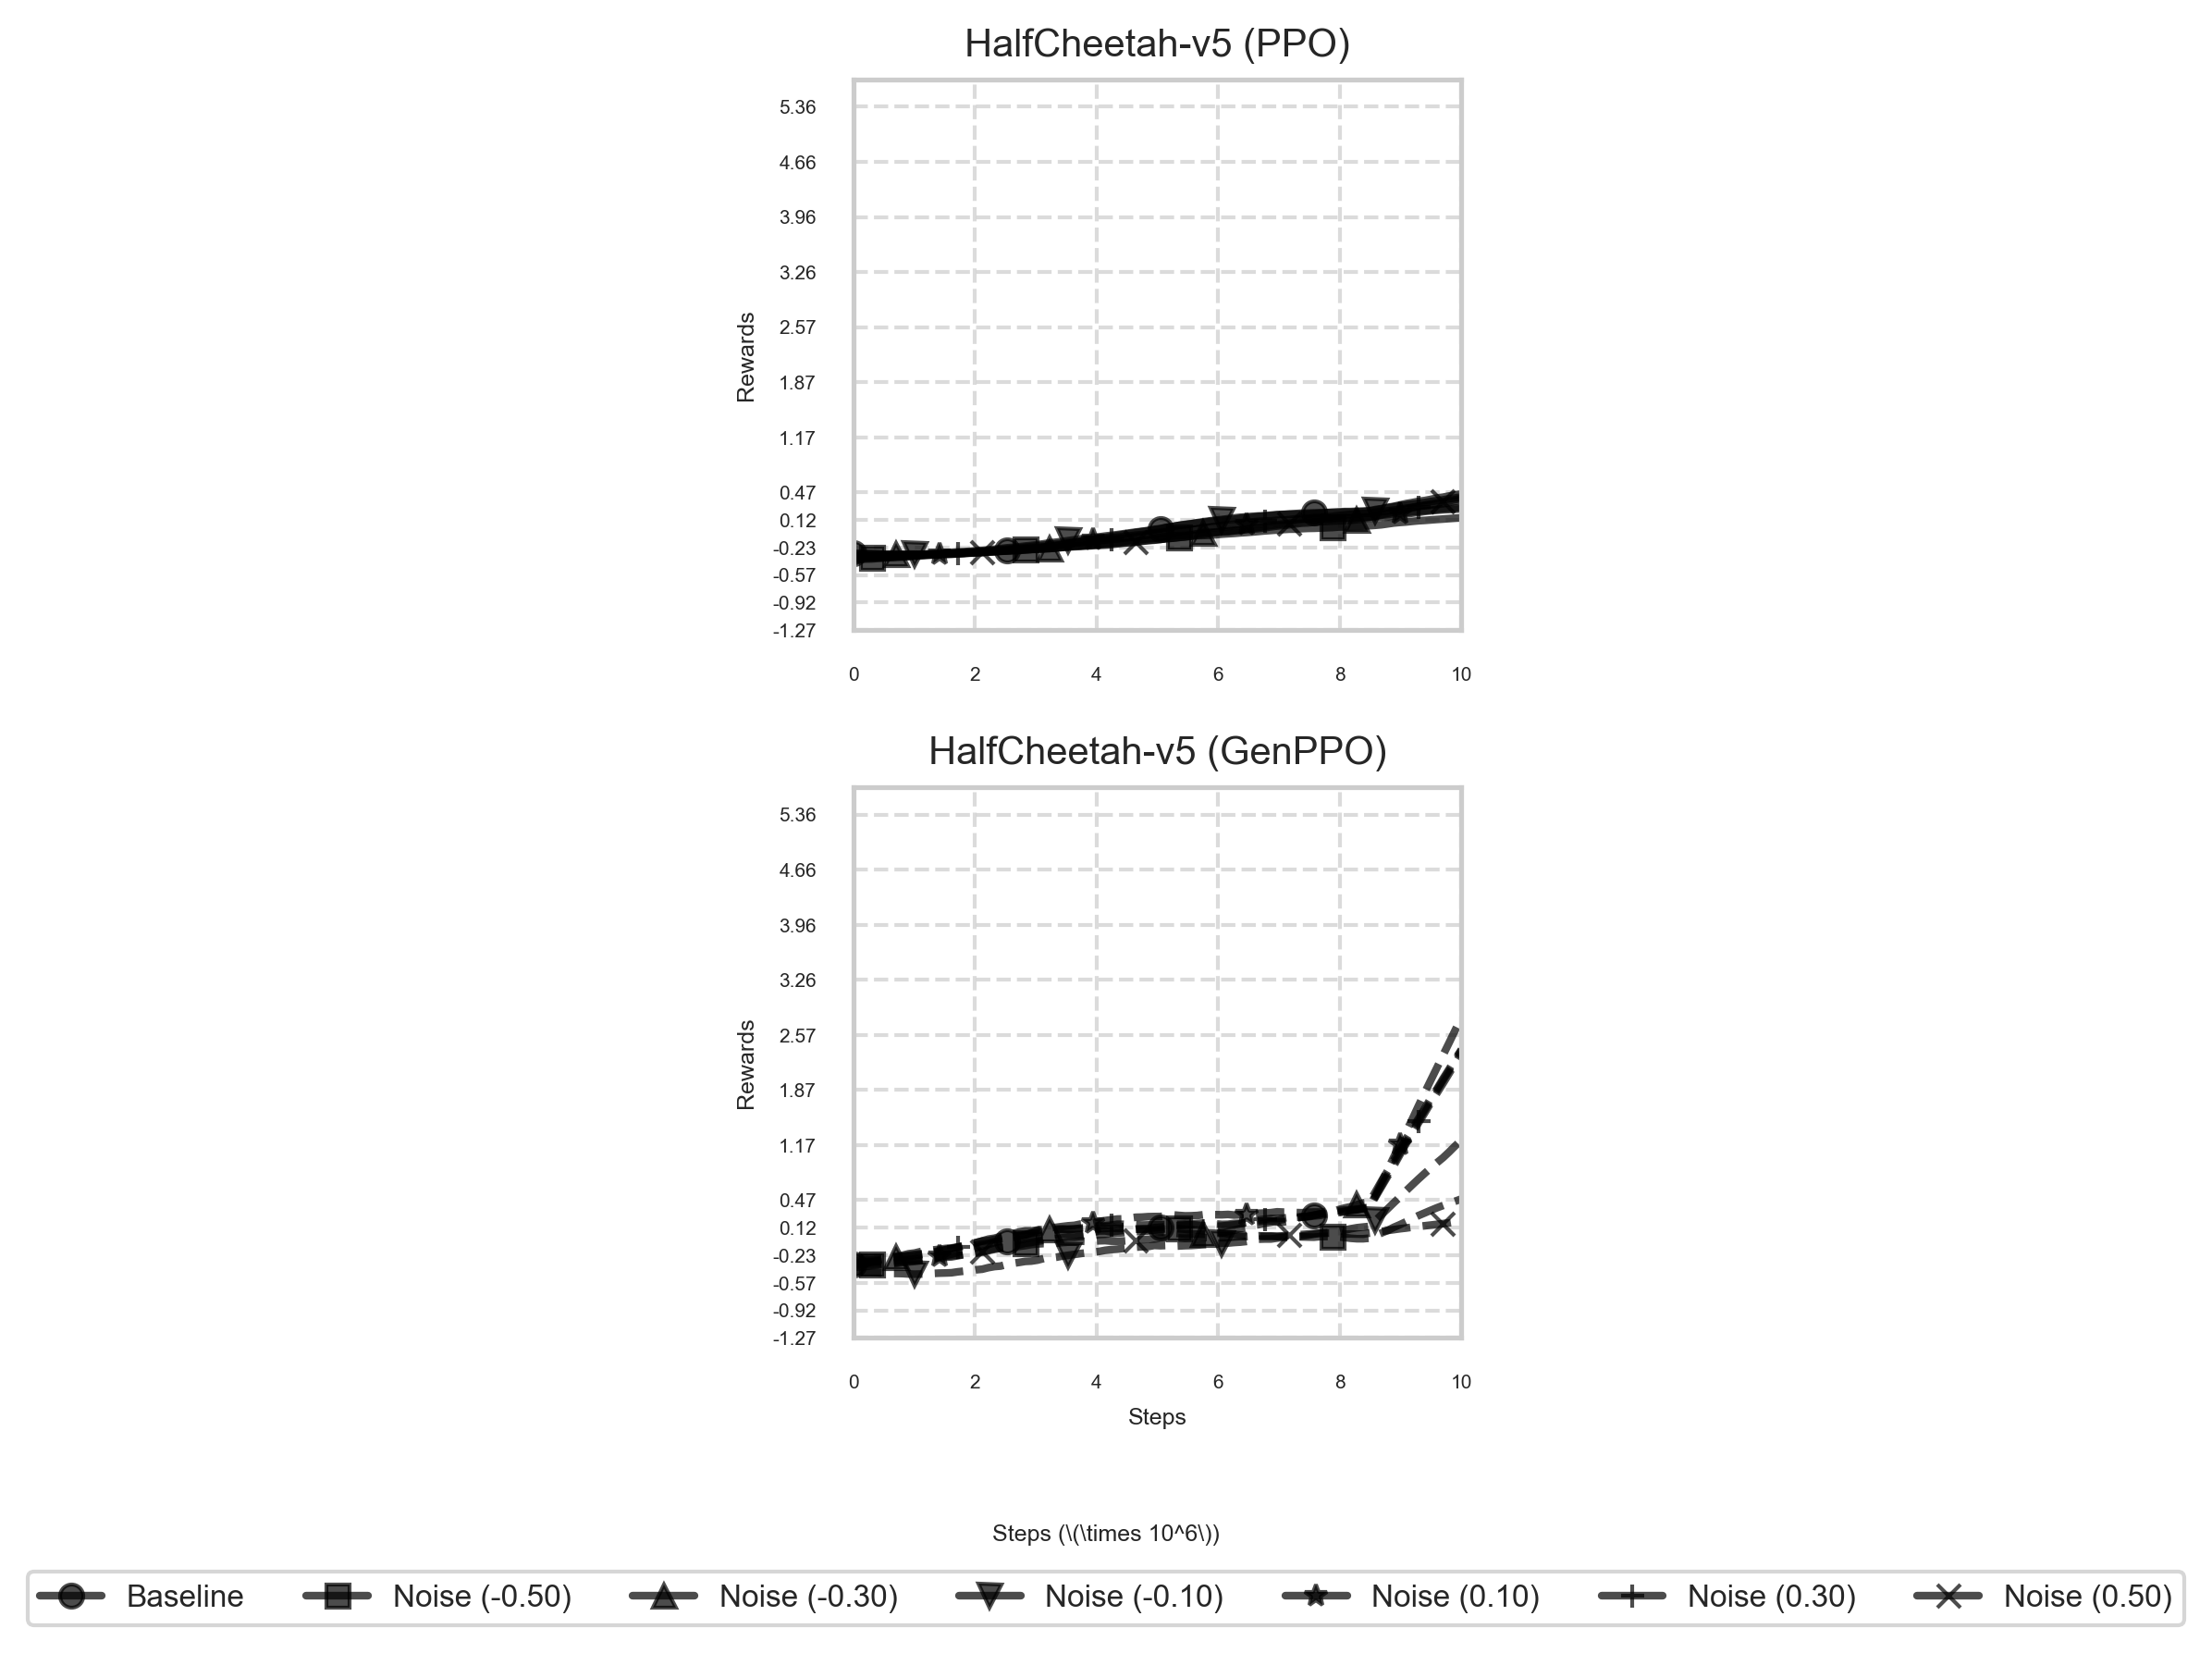 HalfCheetah-v5 (PPO)
5.36
4.66
3.96
3.26
2.57
1.87
1.17
0.47
0.12
-0.23
-0.57
-0.92
-1.27
Rewards
0 2 4 6 8 10
HalfCheetah-v5 (GenPPO)
5.36
4.66
3.96
3.26
2.57
1.87
1.17
0.47
0.12
-0.23
-0.57
-0.92
-1.27
Rewards
0 2 4 6 8 10
Steps
Steps (\(\times 10^6\))
Baseline Noise (-0.50) Noise (-0.30) Noise (-0.10) Noise (0.10) Noise (0.30) Noise (0.50)